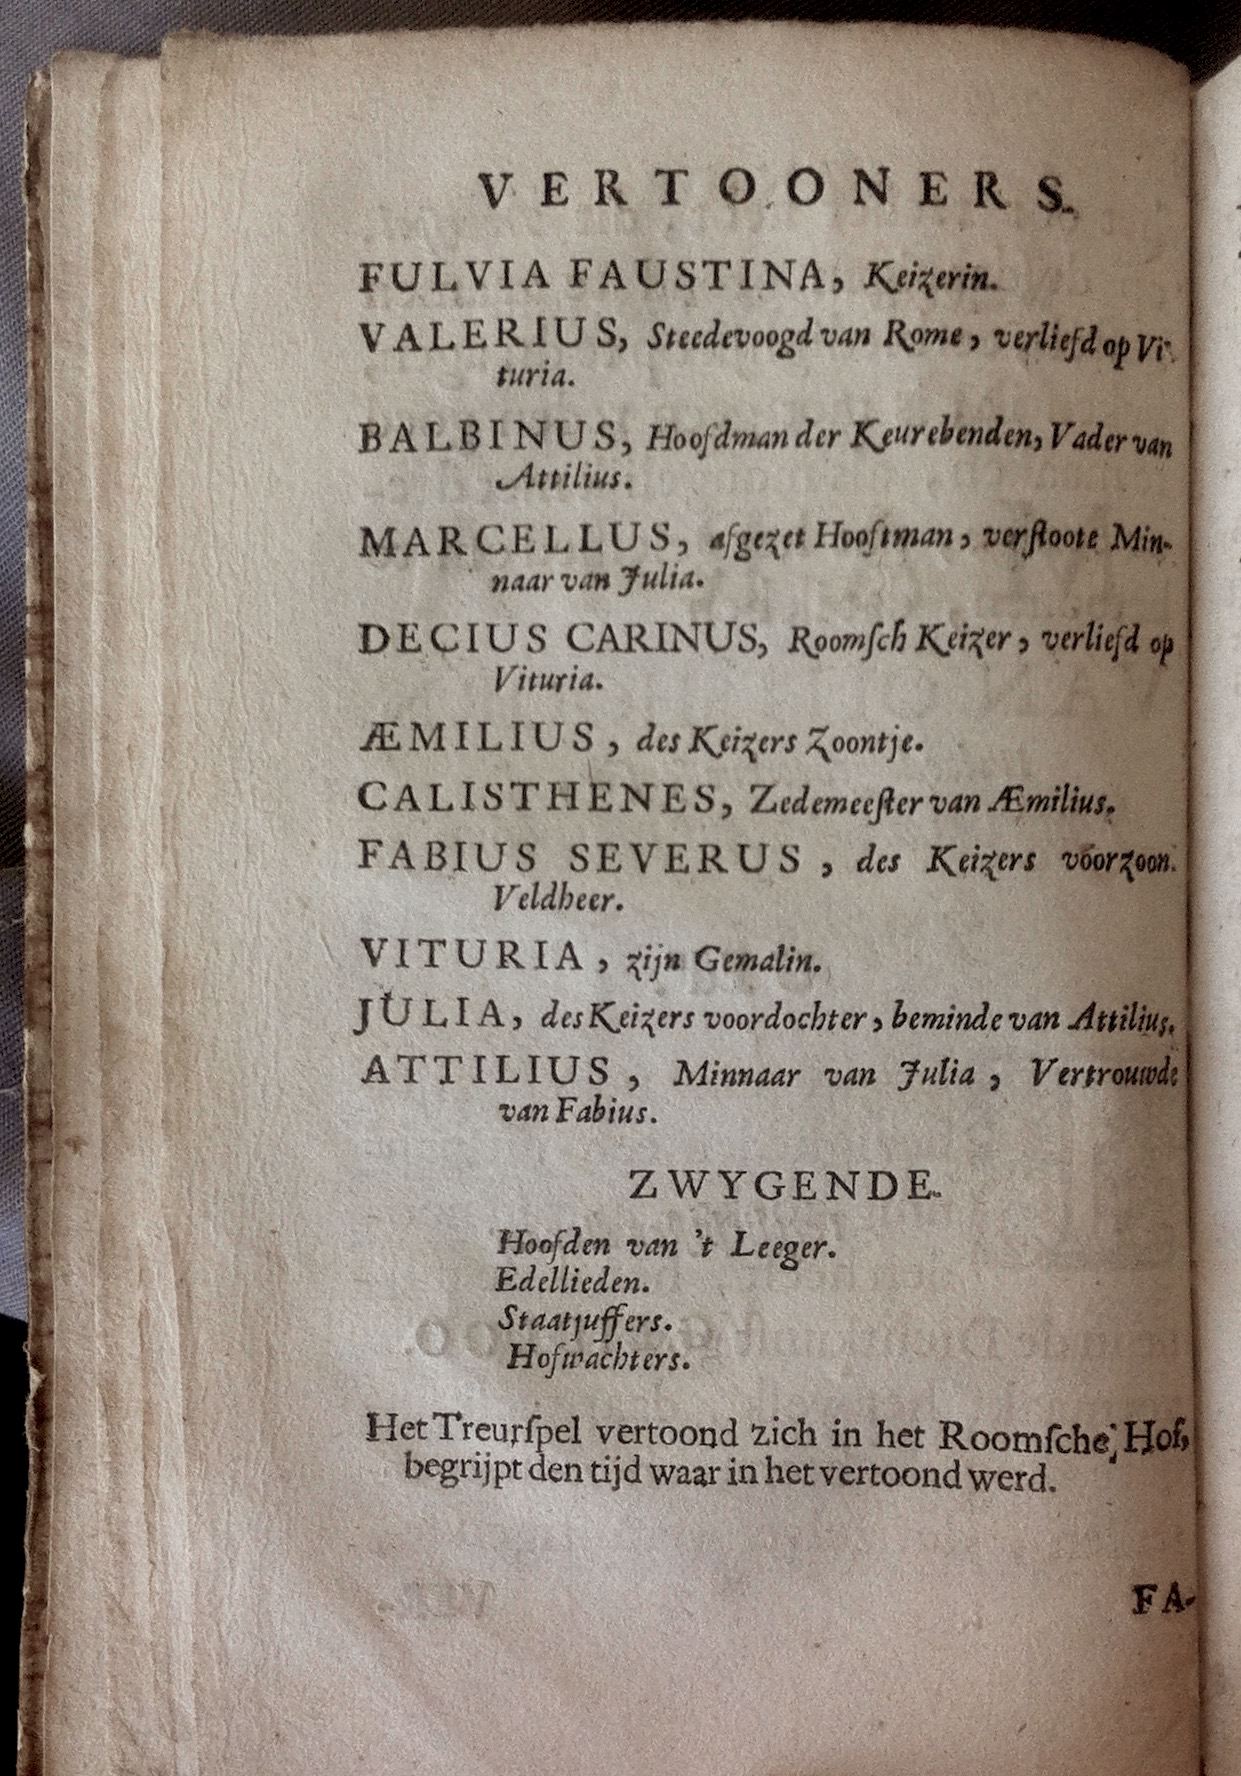 VERTOONERS.
FULVIA FAUSTINA, Keizerin.
VALERIUS, Steedevoogd van Rome, verliefd op Vi-
turia.
BALBINUS, Hoofdman der Keurebenden, Vader van
Attilius.
MARCELLUS, afgezet Hooftman, verſtoote Min-
naar van Julia.
DECIUS CARINUS, Roomſch Keizer, verliefd op
Vituria.
ÆMILIUS, des Keizers Zoontje.
CALISTHENES, Zedemeeſter van Æmilius.
FABIUS SEVERUS, des Keizers voorzoon.
Veldheer.
VITURIA, zijn Gemalin.
JULIA, des Keizers voordochter, beminde van Attilius.
ATTILIUS, Minnaar van Julia, Vertrouwde
van Fabius.
ZWYGENDE.
Hoofden van 't Leeger.
Edellieden.
Staatjuffers.
Hofwachters.
Het Treurſpel vertoond zich in het Roomſche Hof,
begrijpt den tijd waar in het vertoond werd.
FA-